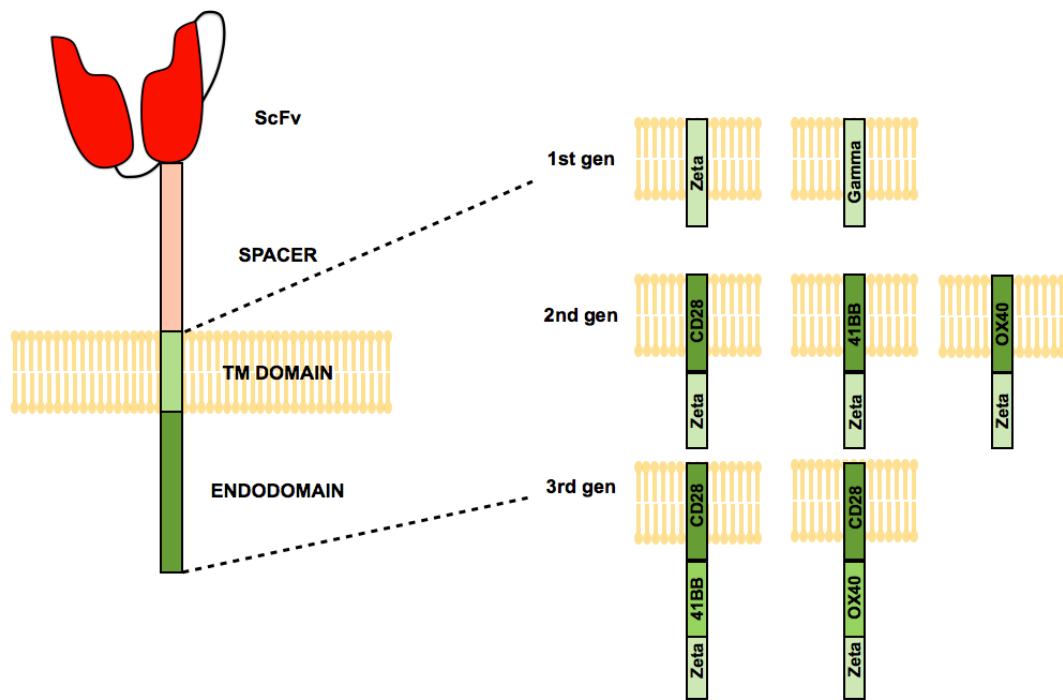 ScFv
SPACER
TM DOMAIN
ENDODOMAIN
1st gen
Zeta
Gamma
2nd gen
CD28
Zeta
41BB
Zeta
OX40
Zeta
3rd gen
CD28
41BB
Zeta
CD28
OX40
Zeta